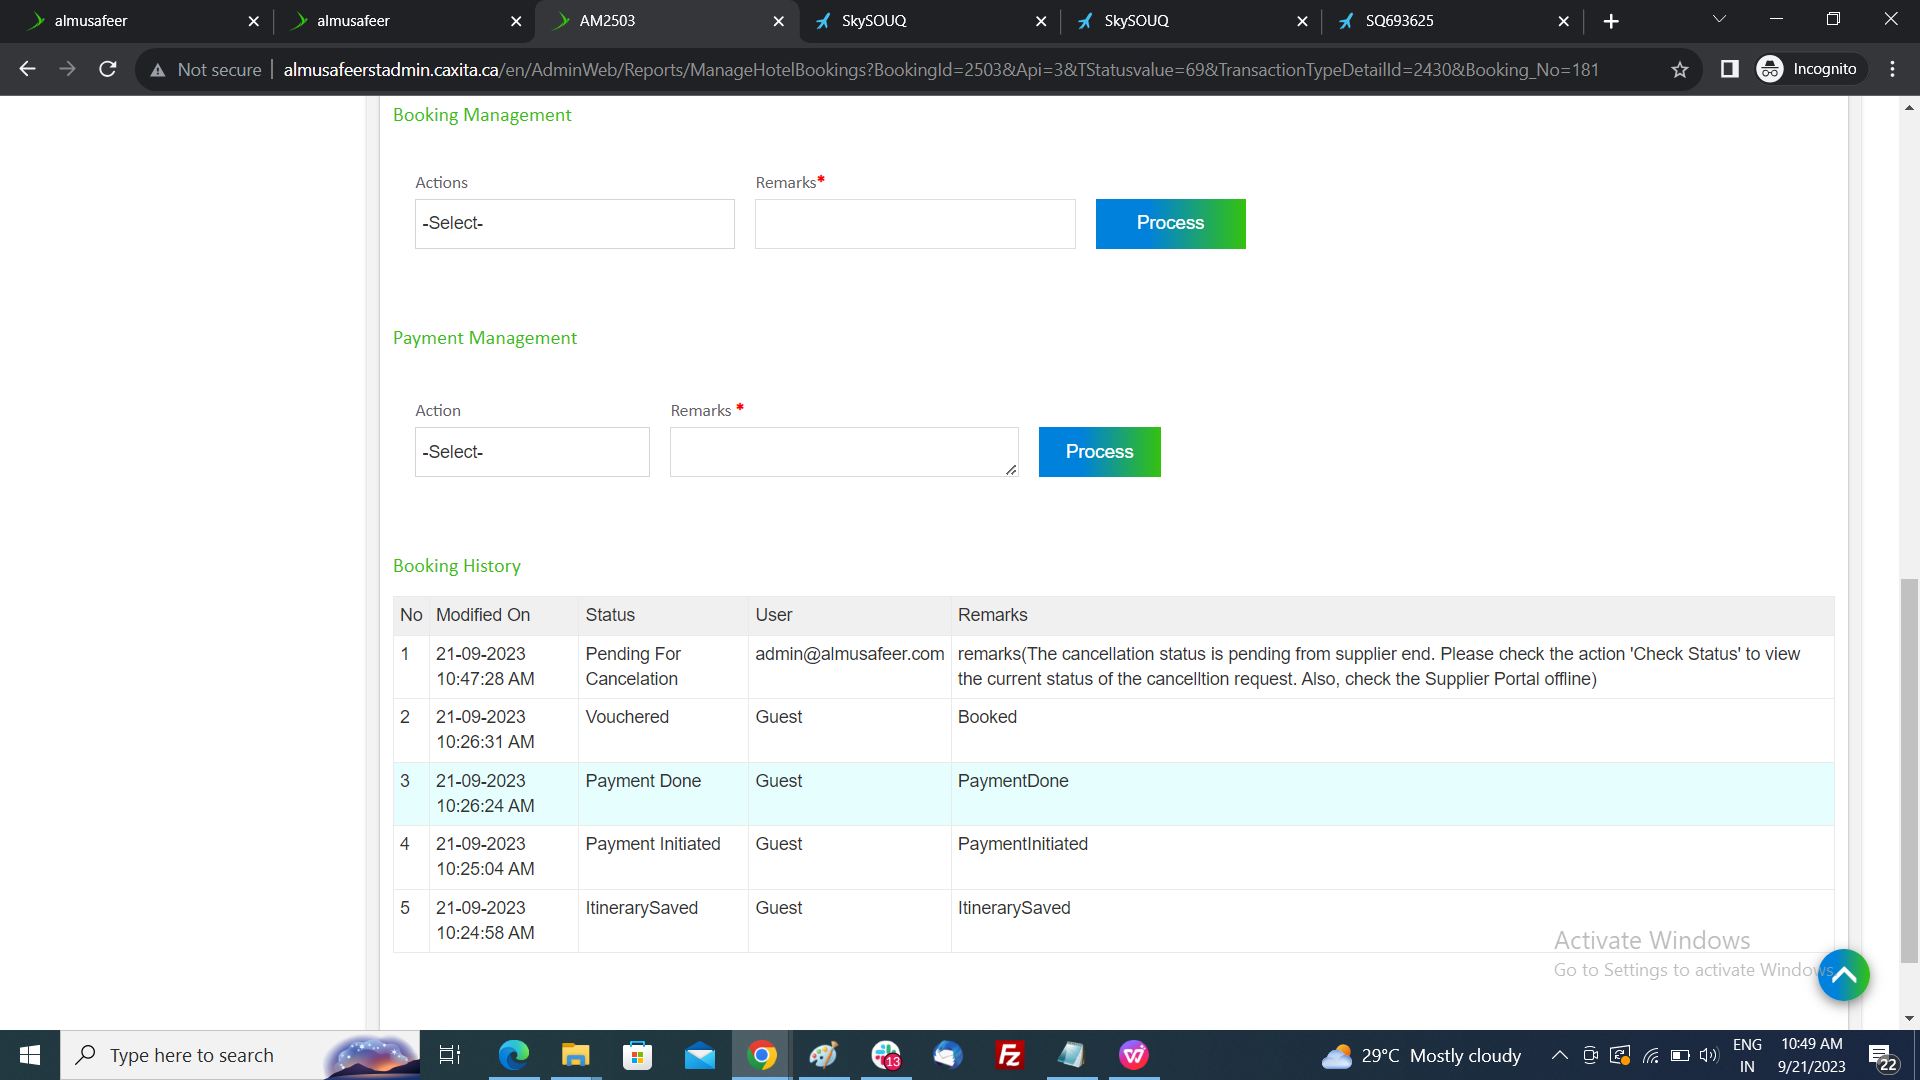 almusafeer
almusafeer
AM2503
SkySOUQ
SkySOUQ
SQ693625
Not secure
almusafeerstadmin.caxita.ca/en/AdminWeb/Reports/ManageHotelBookings?BookingId=2503&Api=3&TStatusvalue=69&TransactionTypeDetailId=2430&Booking_No=181
Incognito
Booking Management
Actions
Remarks*
-Select-
Process
Payment Management
Action
Remarks *
-Select-
Process
Booking History
No Modified On Status User Remarks
1 21-09-2023 Pending For admin@almusafeer.com remarks(The cancellation status is pending from supplier end. Please check the action 'Check Status' to view
10:47:28 AM Cancelation the current status of the cancelltion request. Also, check the Supplier Portal offline)
2 21-09-2023 Vouchered Guest Booked
10:26:31 AM
3 21-09-2023 Payment Done Guest PaymentDone
10:26:24 AM
4 21-09-2023 Payment Initiated Guest PaymentInitiated
10:25:04 AM
5 21-09-2023 ItinerarySaved Guest ItinerarySaved
10:24:58 AM
Activate Windows
Go to Settings to activate Windows.
Type here to search
Fz
13
W
29°C Mostly cloudy
ENG
IN
10:49 AM
9/21/2023
22